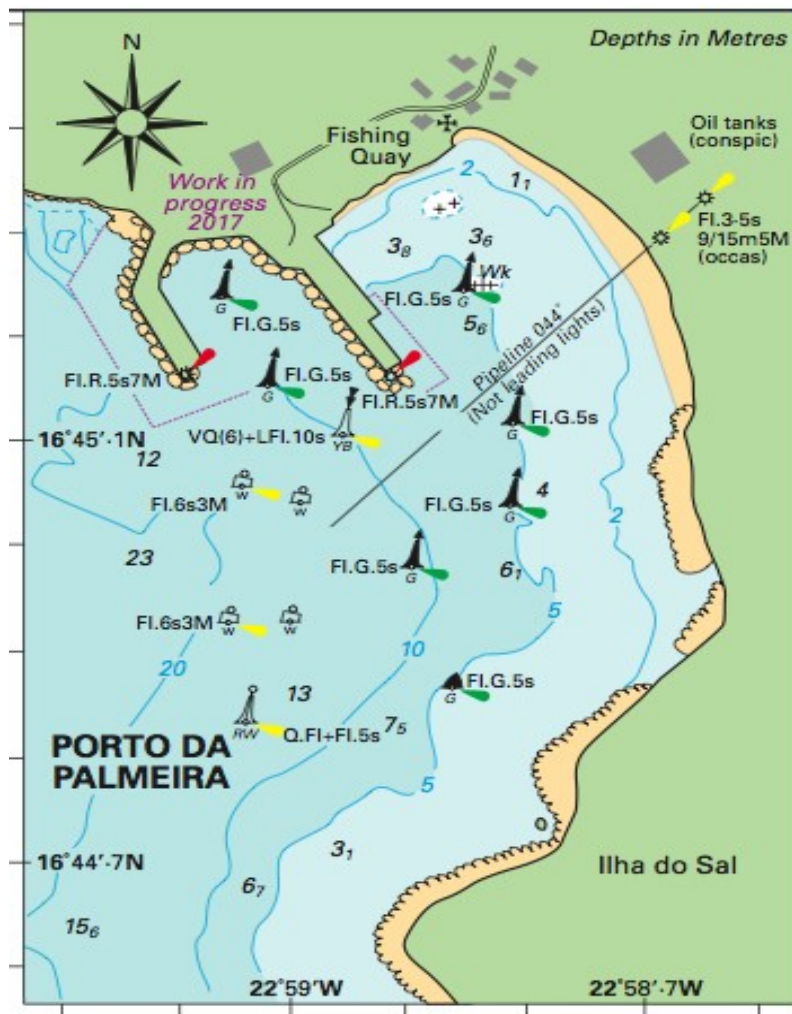 N
Depths in Metres
Fishing
Quay
Oil tanks
(conspic)
Work in
progress
2017
2
1₁
Fl.3-5s
9/15m5M
(occas)
3₈
3₆
Wk
Fl.G.5s
G
G
Fl.G.5s
5₆
Pipeline 044°
(Not leading lights)
Fl.R.5s7M
Fl.G.5s
G
Fl.R.5s7M
Fl.G.5s
G
16°45'·1N
VQ(6)+LFl.10s
YB
12
Fl.6s3M
W
W
Fl.G.5s
G
4
2
23
Fl.G.5s
G
6₁
5
Fl.6s3M
W
W
10
20
13
Fl.G.5s
G
RW
Q.Fl+Fl.5s
7₅
PORTO DA
PALMEIRA
5
3₁
16°44'·7N
Ilha do Sal
6₇
15₆
22°59'W
22°58'·7W